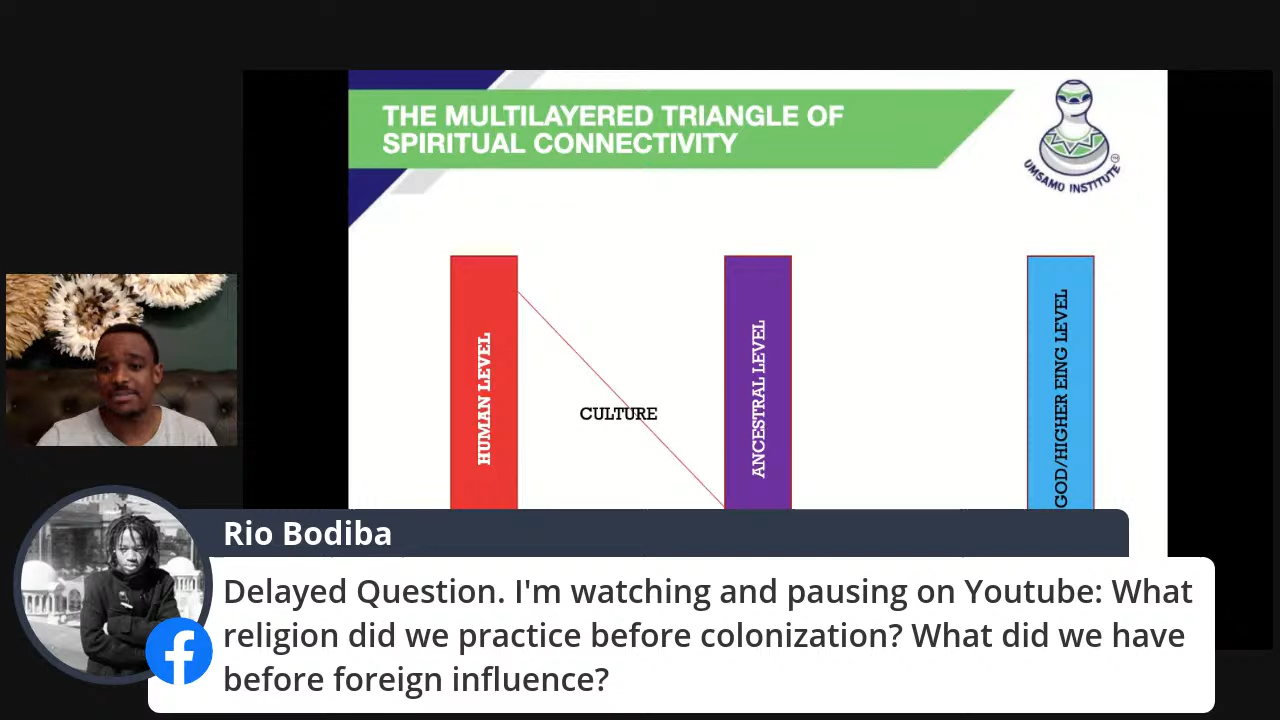 THE MULTILAYERED TRIANGLE OF
SPIRITUAL CONNECTIVITY
UMSAMO INSTITUTE
HUMAN LEVEL
CULTURE
ANCESTRAL LEVEL
GOD/HIGHER EING LEVEL
Rio Bodiba
Delayed Question. I'm watching and pausing on Youtube: What
religion did we practice before colonization? What did we have
before foreign influence?